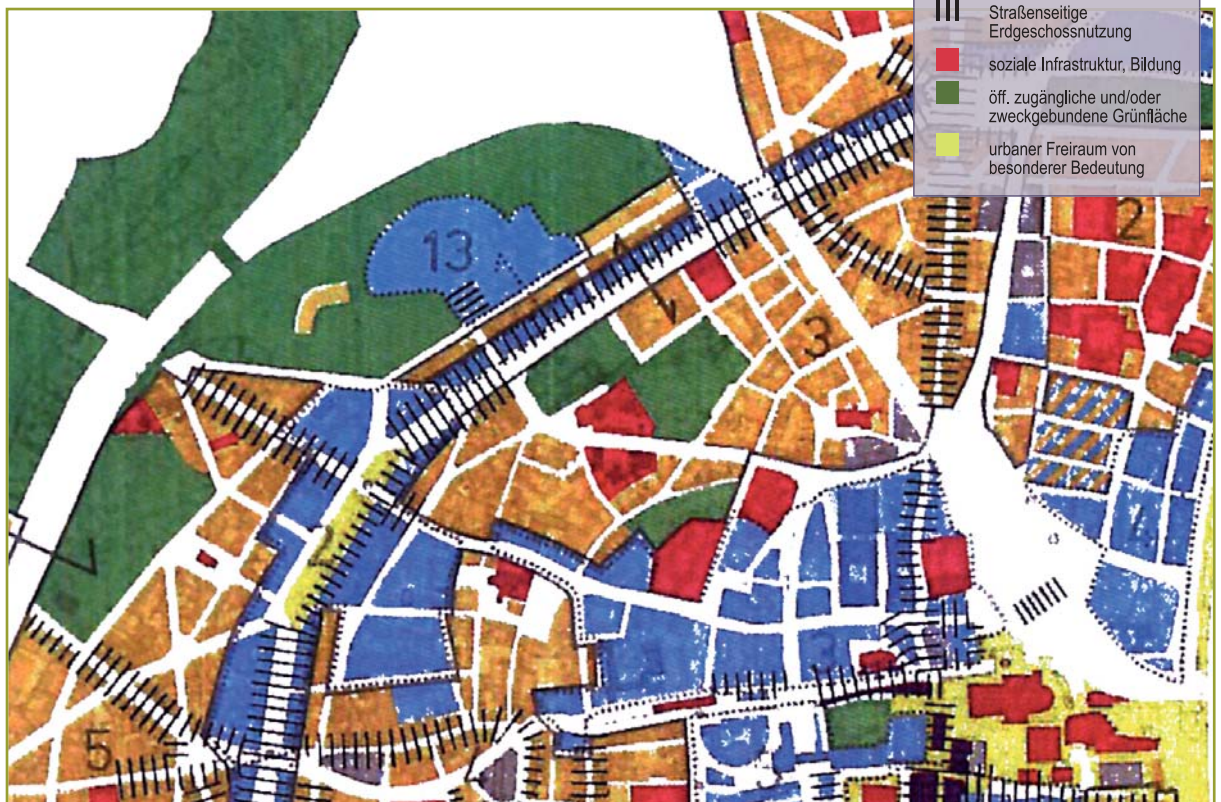 Straßenseitige
Erdgeschossnutzung
soziale Infrastruktur, Bildung
öff. zugängliche und/oder
zweckgebundene Grünfläche
urbaner Freiraum von
besonderer Bedeutung
2
13
3
5